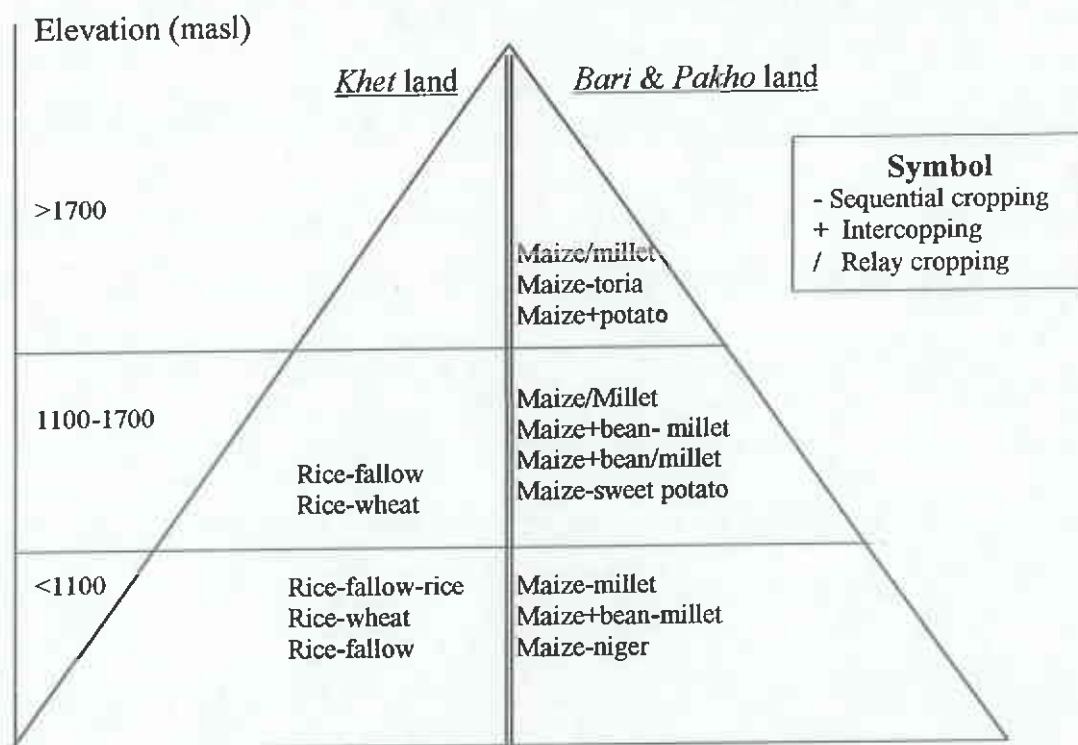 Elevation (masl)
Khet land
Bari & Pakho land
Symbol
- Sequential cropping
+ Intercopping
/ Relay cropping
>1700
Maize/millet
Maize-toria
Maize+potato
1100-1700
Rice-fallow
Rice-wheat
Maize/Millet
Maize+bean- millet
Maize+bean/millet
Maize-sweet potato
<1100
Rice-fallow-rice
Rice-wheat
Rice-fallow
Maize-millet
Maize+bean-millet
Maize-niger